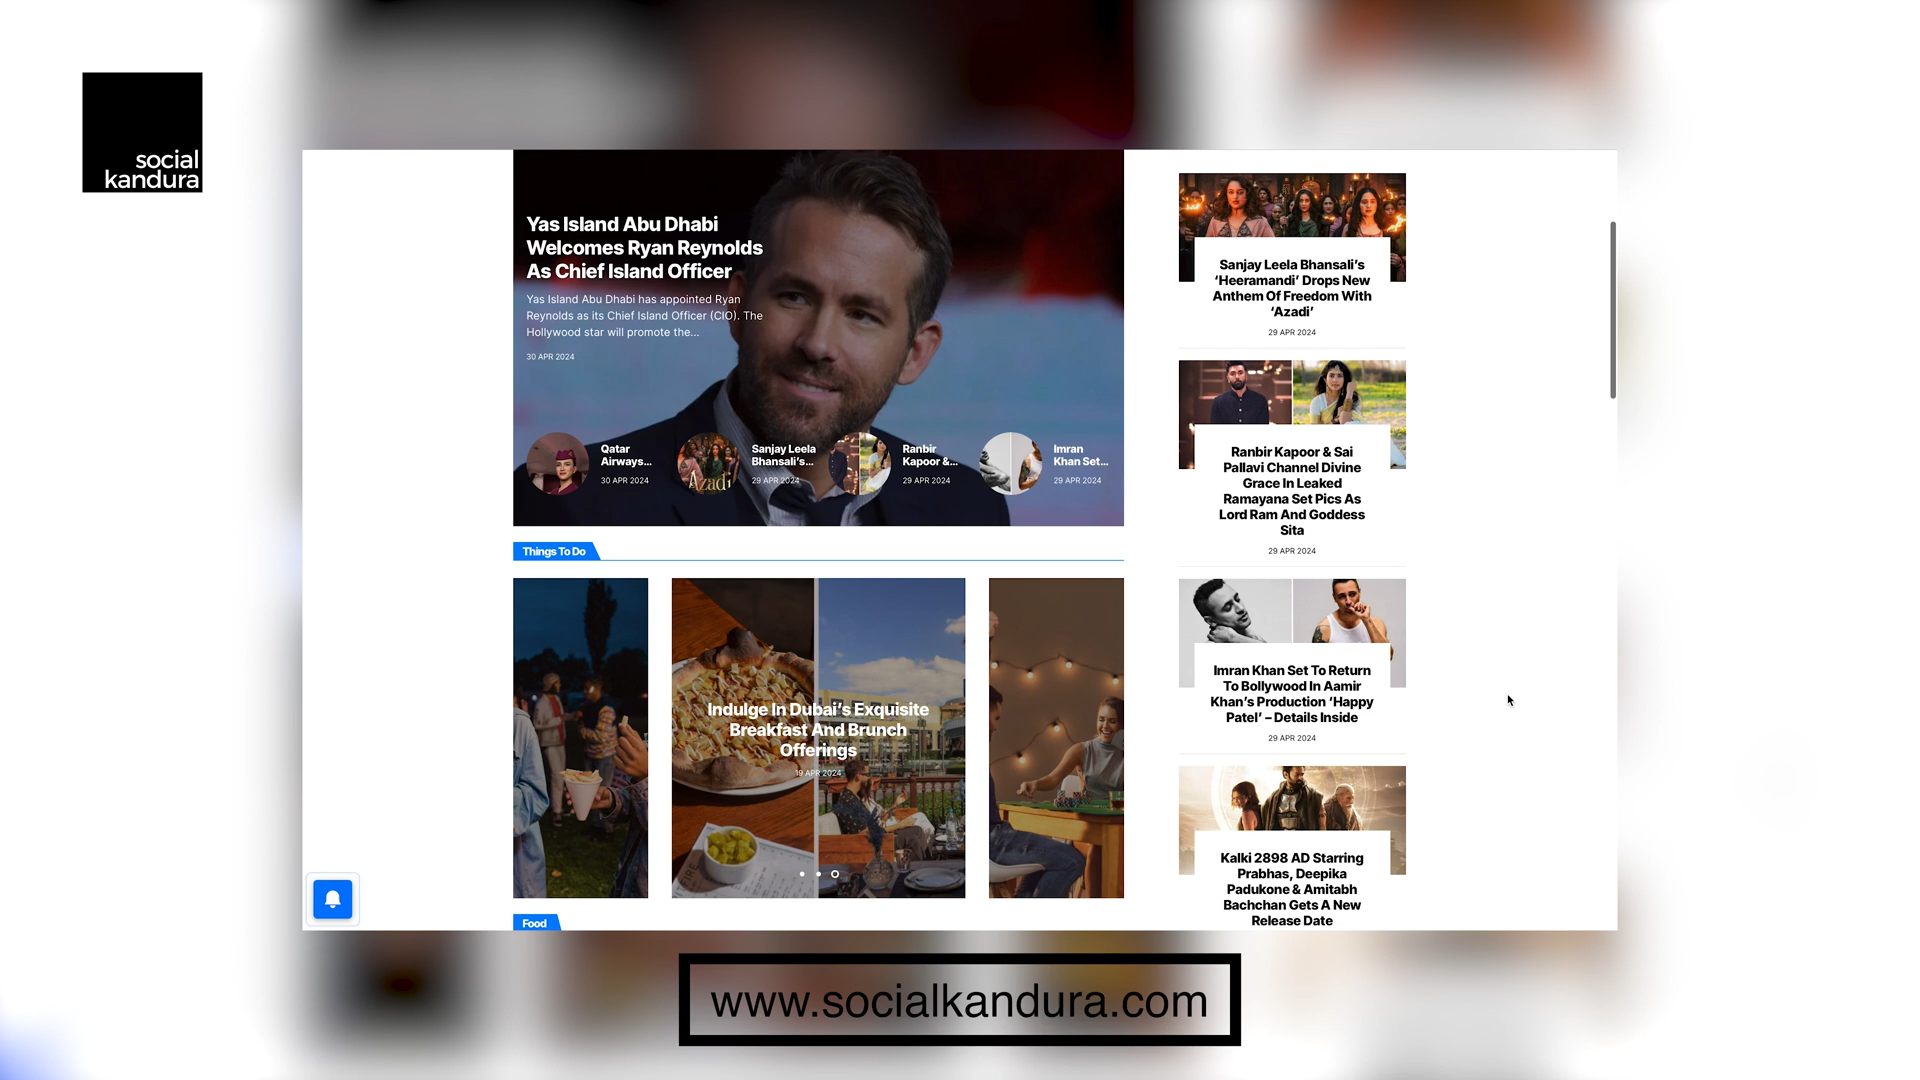 social
kandura
Yas Island Abu Dhabi
Welcomes Ryan Reynolds
As Chief Island Officer
Yas Island Abu Dhabi has appointed Ryan
Reynolds as its Chief Island Officer (CIO). The
Hollywood star will promote the...
30 APR 2024
Qatar
Airways...
30 APR 2024
Azadi
Sanjay Leela
Bhansali's...
29 APR 2024
Ranbir
Kapoor &...
29 APR 2024
Imran
Khan Set...
29 APR 2024
Things To Do
Indulge In Dubai's Exquisite
Breakfast And Brunch
Offerings
19 APR 2024
Food
Sanjay Leela Bhansali's
‘Heeramandi’ Drops New
Anthem Of Freedom With
‘Azadi’
29 APR 2024
Ranbir Kapoor & Sai
Pallavi Channel Divine
Grace In Leaked
Ramayana Set Pics As
Lord Ram And Goddess
Sita
29 APR 2024
Imran Khan Set To Return
To Bollywood In Aamir
Khan's Production ‘Happy
Patel’ – Details Inside
29 APR 2024
Kalki 2898 AD Starring
Prabhas, Deepika
Padukone & Amitabh
Bachchan Gets A New
Release Date
www.socialkandura.com